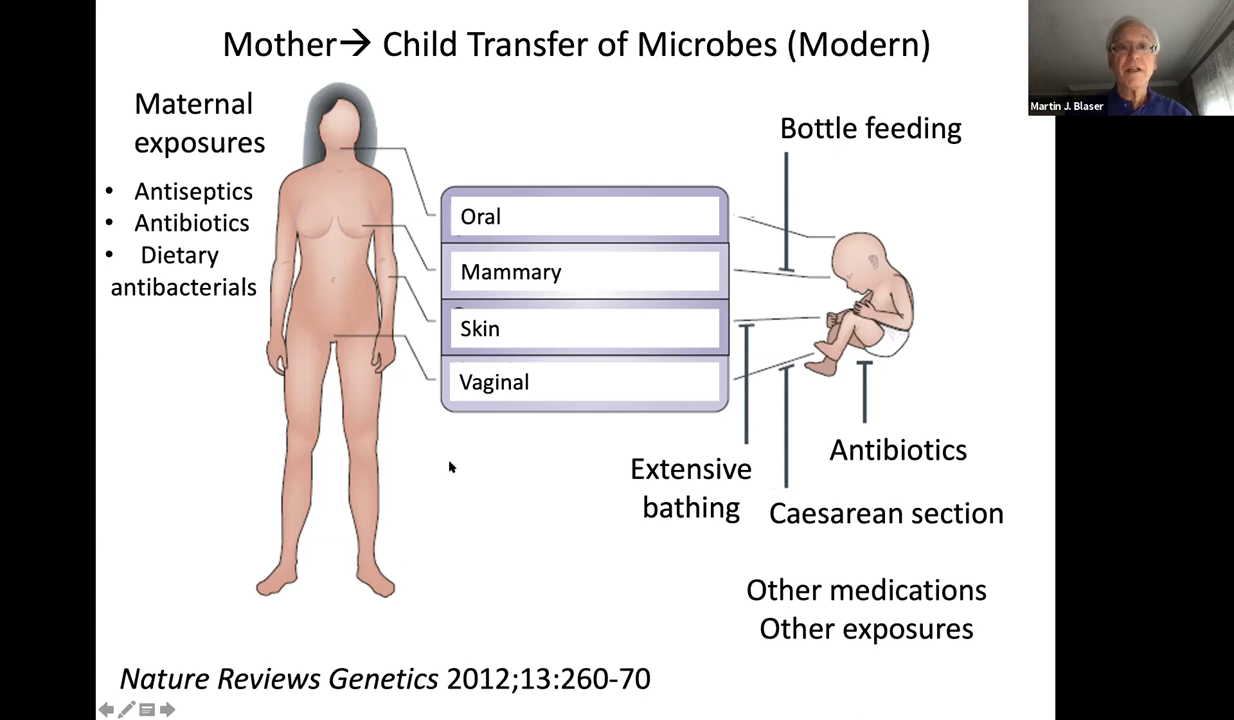 Mother→ Child Transfer of Microbes (Modern)
Martin J. Blaser
Maternal
exposures
• Antiseptics
• Antibiotics
• Dietary
antibacterials
Oral
Mammary
Skin
Vaginal
Bottle feeding
Antibiotics
Extensive
bathing
Caesarean section
Other medications
Other exposures
Nature Reviews Genetics 2012;13:260-70